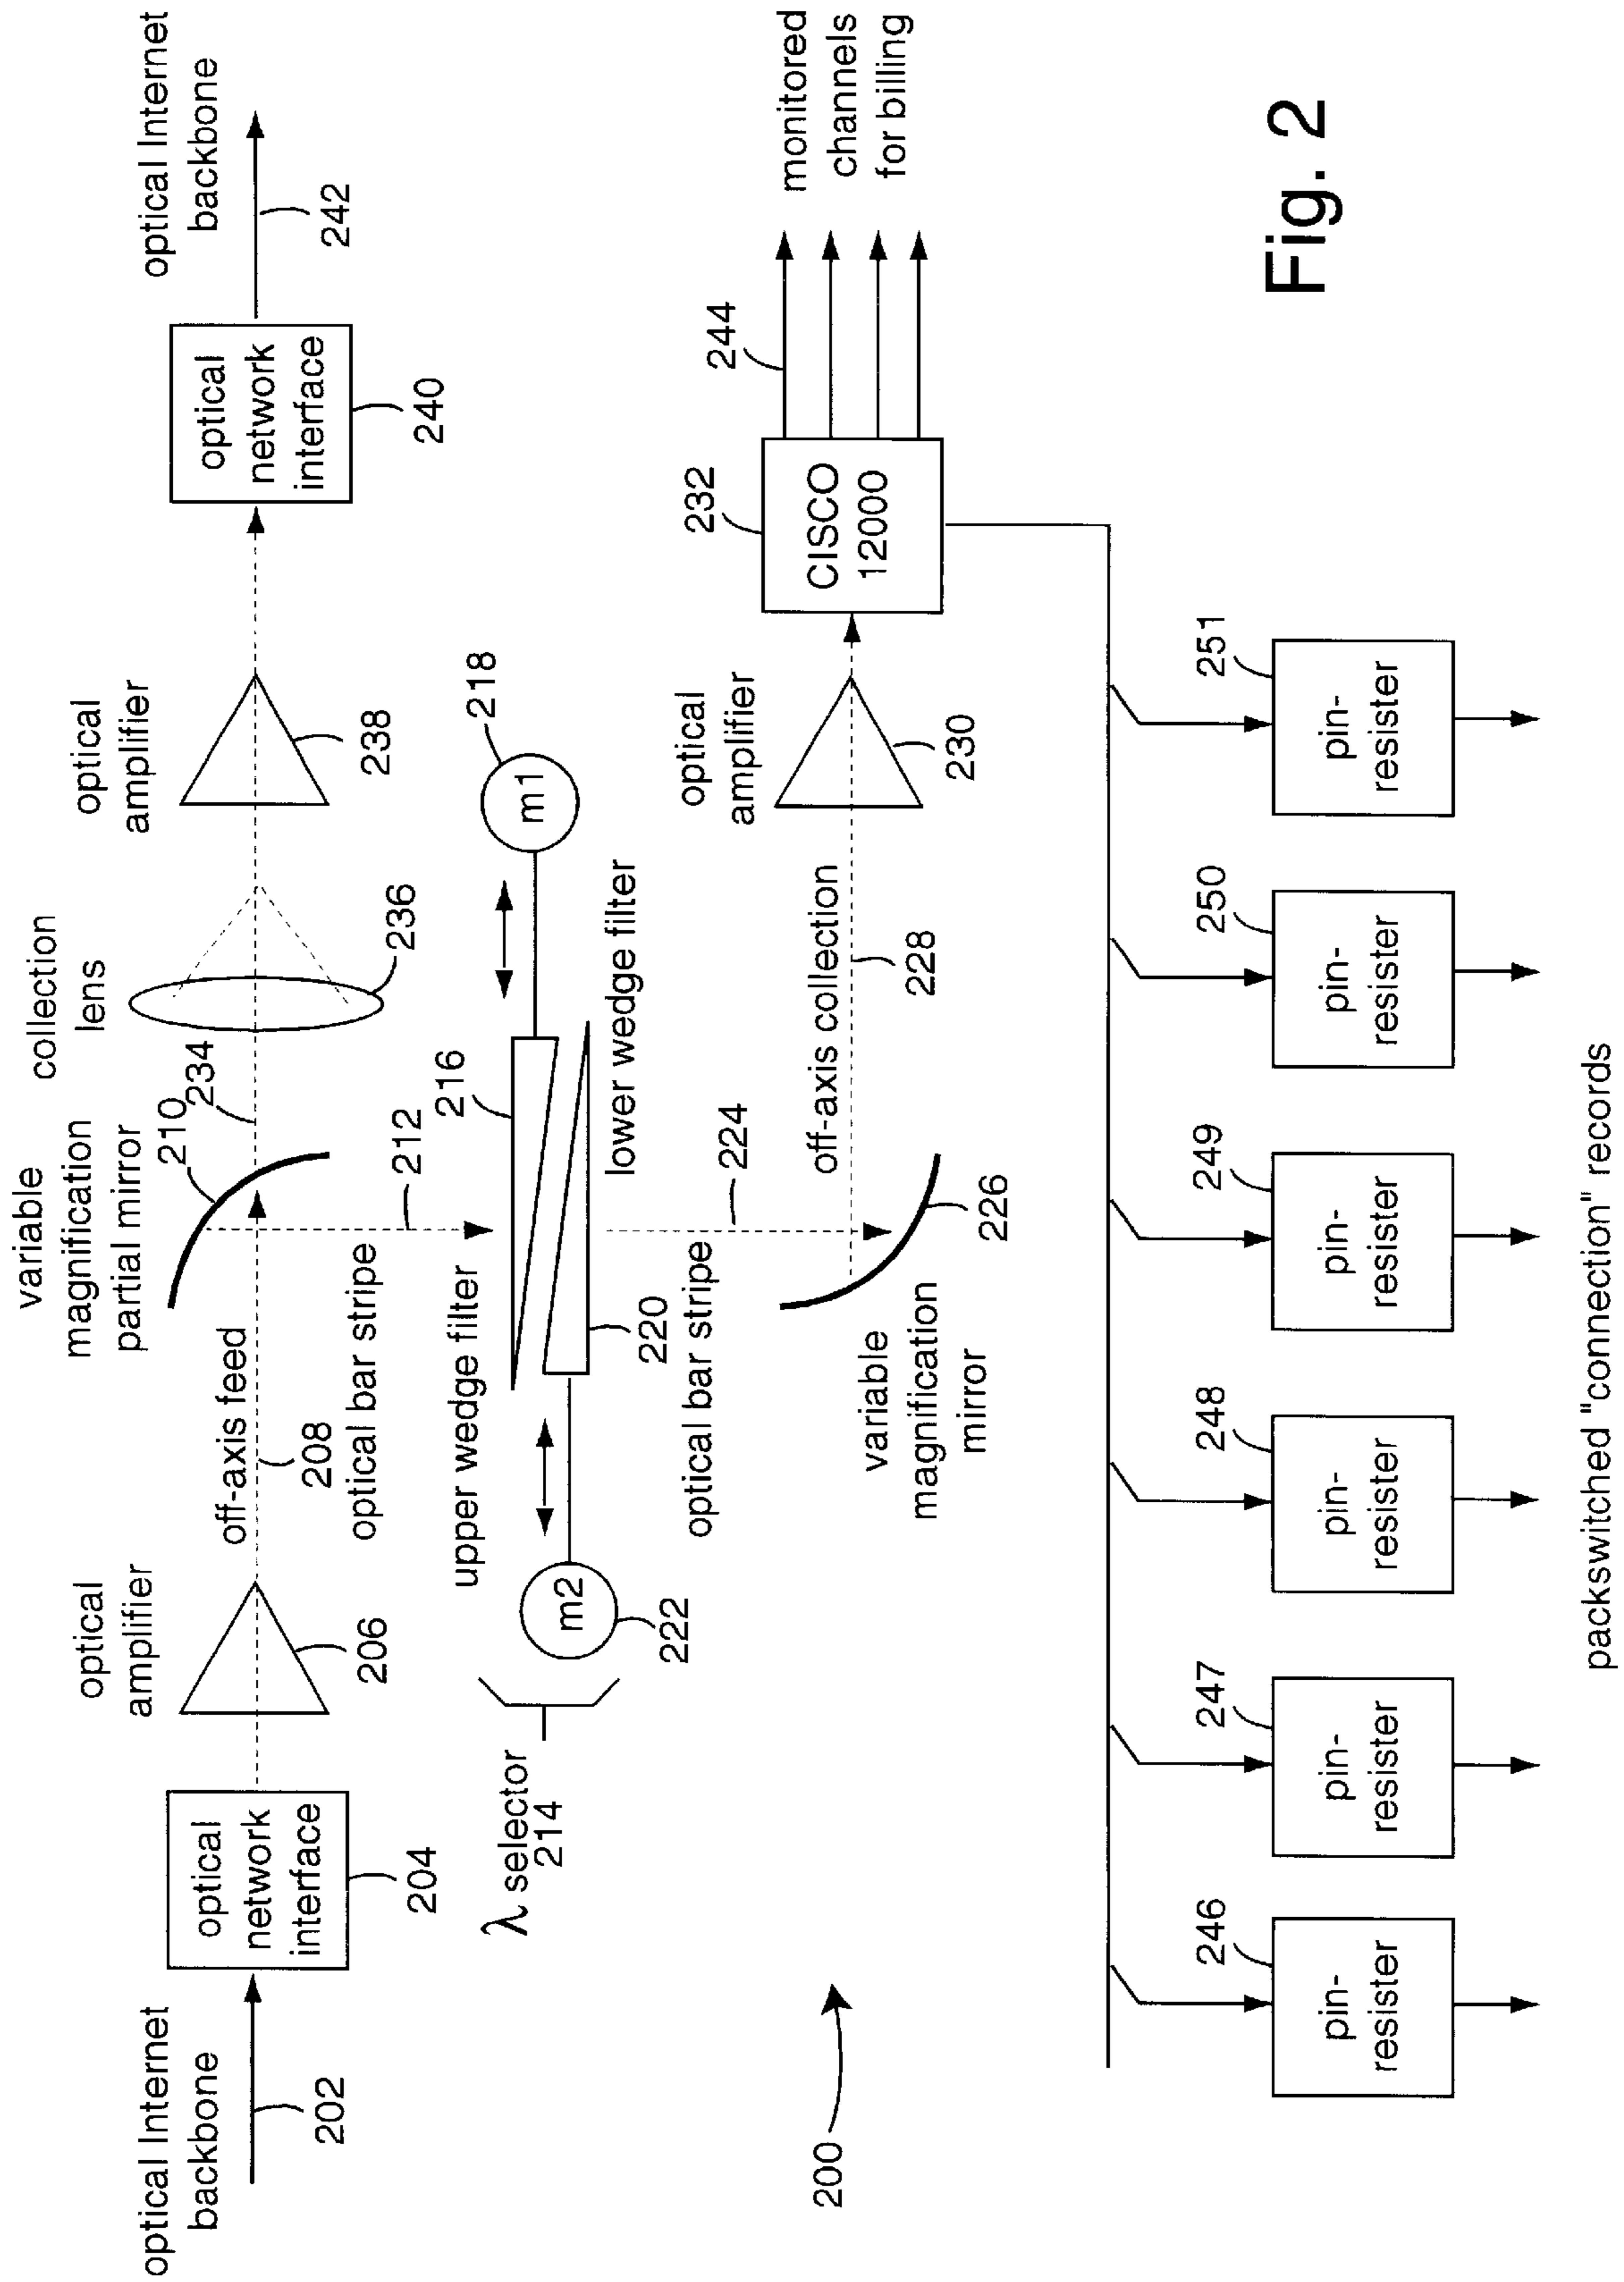 optical Internet
backbone
202
optical
network
interface
204
optical
amplifier
206
off-axis feed
208
variable
magnification
partial mirror
210
234
collection
lens
236
optical
amplifier
238
optical
network
interface
240
optical Internet
backbone
242
optical bar stripe
212
λ selector
214
upper wedge filter
216
m1
218
m2
222
220
lower wedge filter
optical bar stripe
224
variable
magnification
mirror
226
off-axis collection
228
optical
amplifier
230
232
CISCO
12000
244
monitored
channels
for billing
200
246
pin-
resister
247
pin-
resister
248
pin-
resister
249
pin-
resister
250
pin-
resister
251
pin-
resister
packswitched "connection" records
Fig. 2